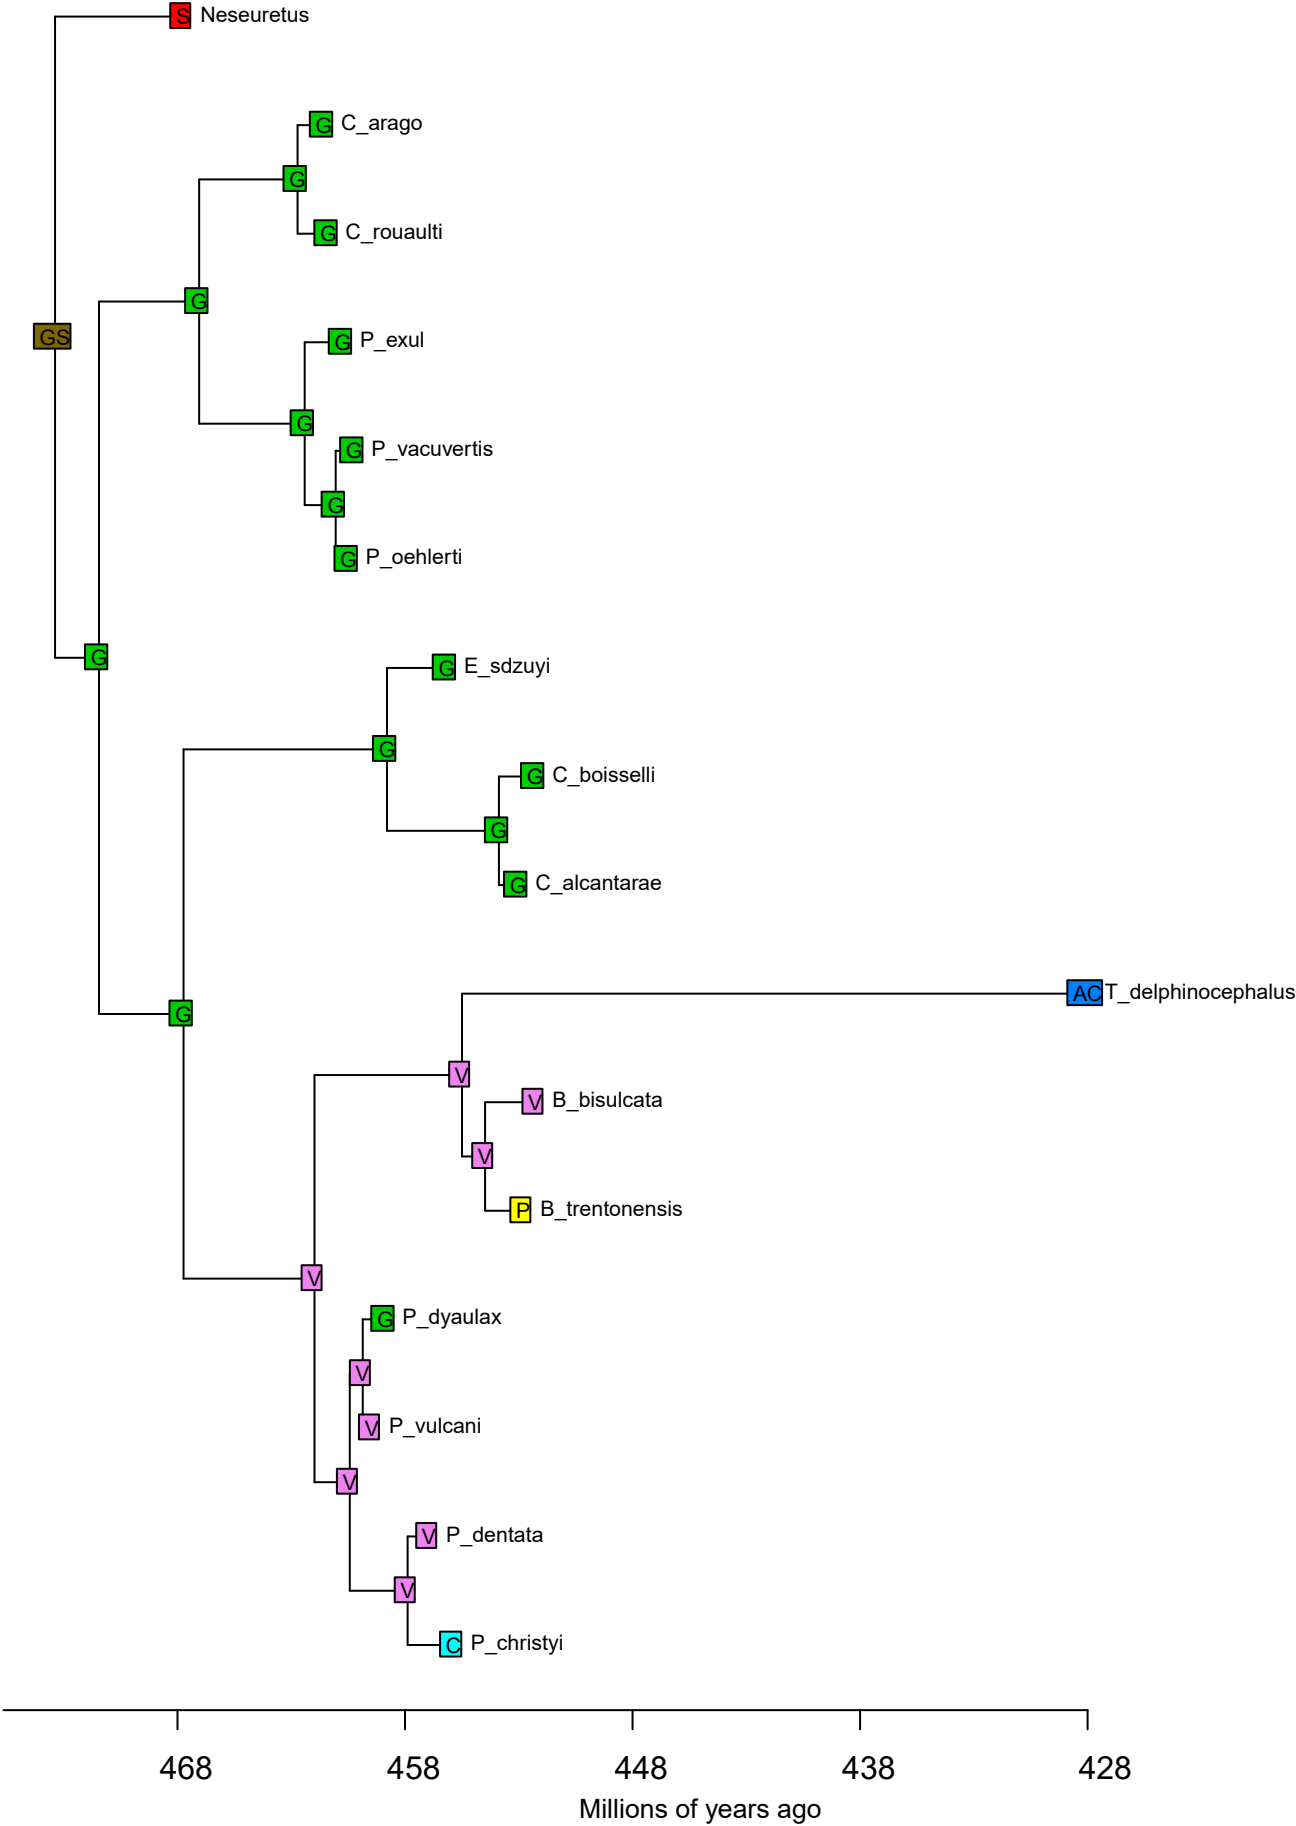 S Neseuretus
G C_arago
G
G C_rouaulti
G
GS
G P_exul
G
G P_vacuvertis
G
G P_oehlerti
G
G E_sdzuyi
G
G C_boisselli
G
G C_alcantarae
AC T_delphinocephalus
G
V
V B_bisulcata
V
P B_trentonensis
V
G P_dyaulax
V
V P_vulcani
V
V P_dentata
V
C P_christyi
468 458 448 438 428
Millions of years ago